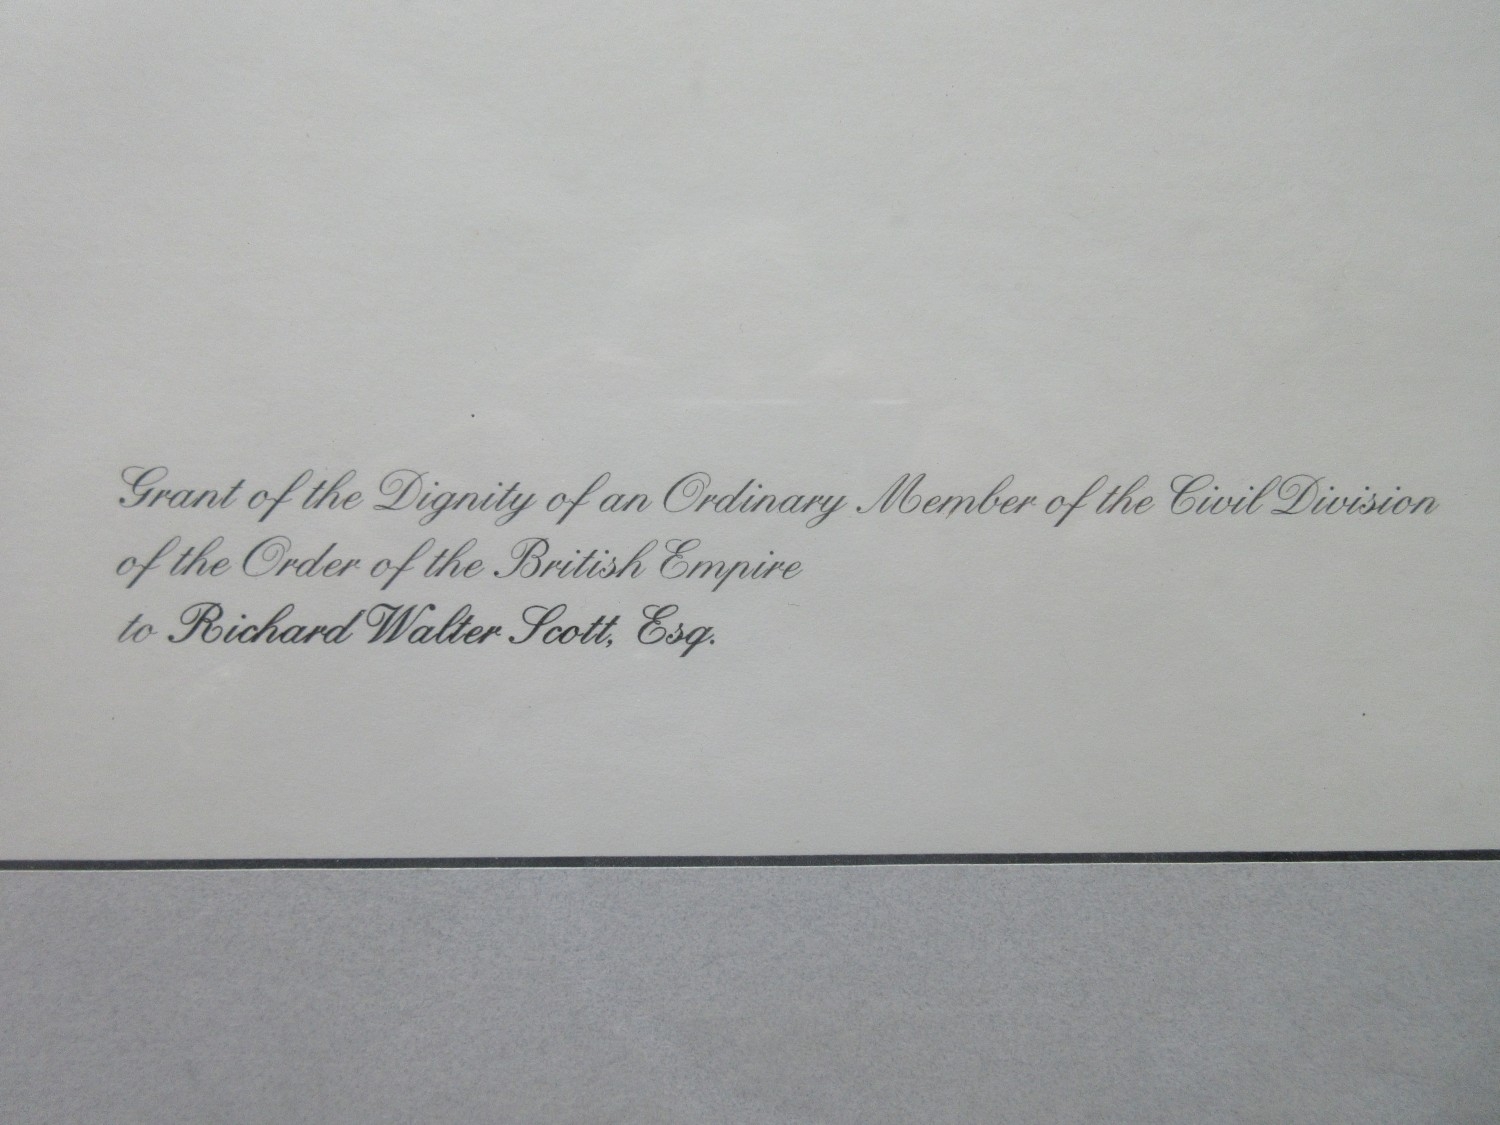 Grant of the Dignity of an Ordinary Member of the Civil Division
of the Order of the British Empire
to Richard Walter Scott, Esq.